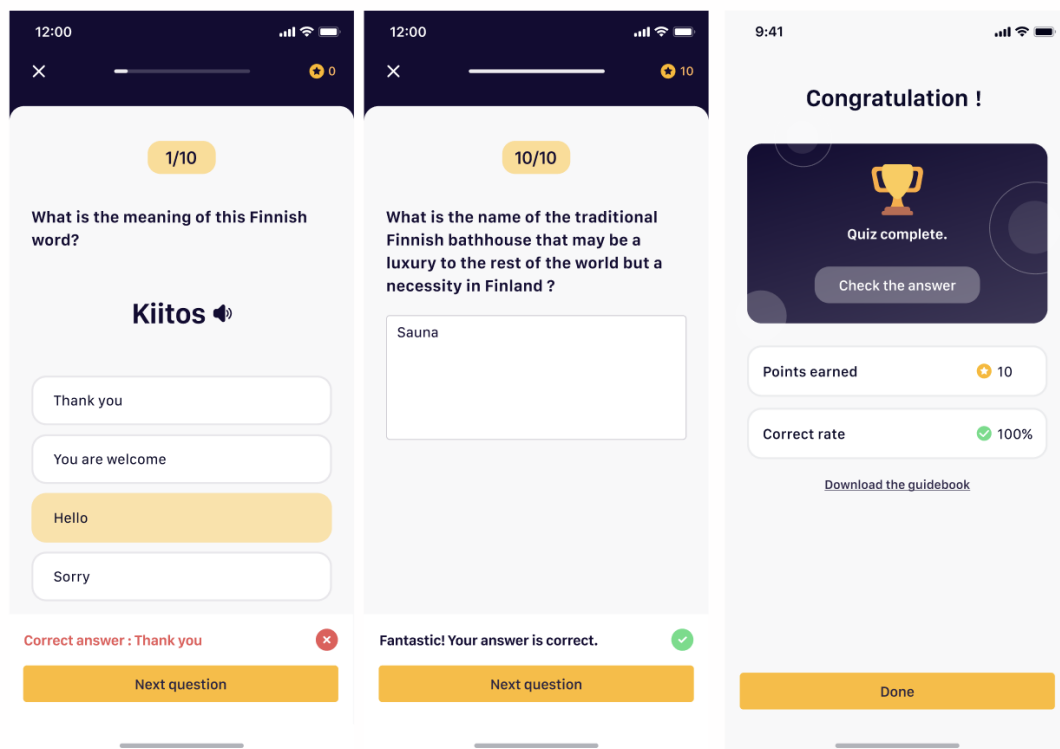 12:00
0
1/10
What is the meaning of this Finnish
word?
Kiitos
Thank you
You are welcome
Hello
Sorry
Correct answer : Thank you
Next question
12:00
10
10/10
What is the name of the traditional
Finnish bathhouse that may be a
luxury to the rest of the world but a
necessity in Finland ?
Sauna
Fantastic! Your answer is correct.
Next question
9:41
Congratulation !
Quiz complete.
Check the answer
Points earned 10
Correct rate 100%
Download the guidebook
Done